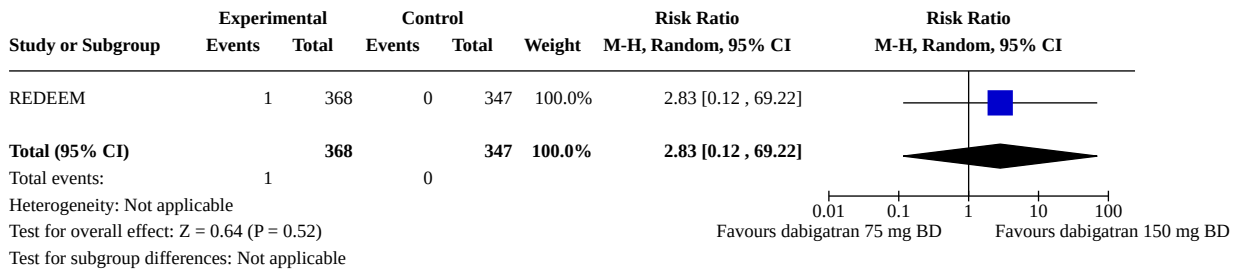 Experimental Control Risk Ratio Risk Ratio
Study or Subgroup Events Total Events Total Weight M-H, Random, 95% CI M-H, Random, 95% CI
REDEEM 1 368 0 347 100.0% 2.83 [0.12 , 69.22]
Total (95% CI) 368 347 100.0% 2.83 [0.12 , 69.22]
Total events: 1 0
Heterogeneity: Not applicable 0.01 0.1 1 10 100
Test for overall effect: Z = 0.64 (P = 0.52) Favours dabigatran 75 mg BD Favours dabigatran 150 mg BD
Test for subgroup differences: Not applicable